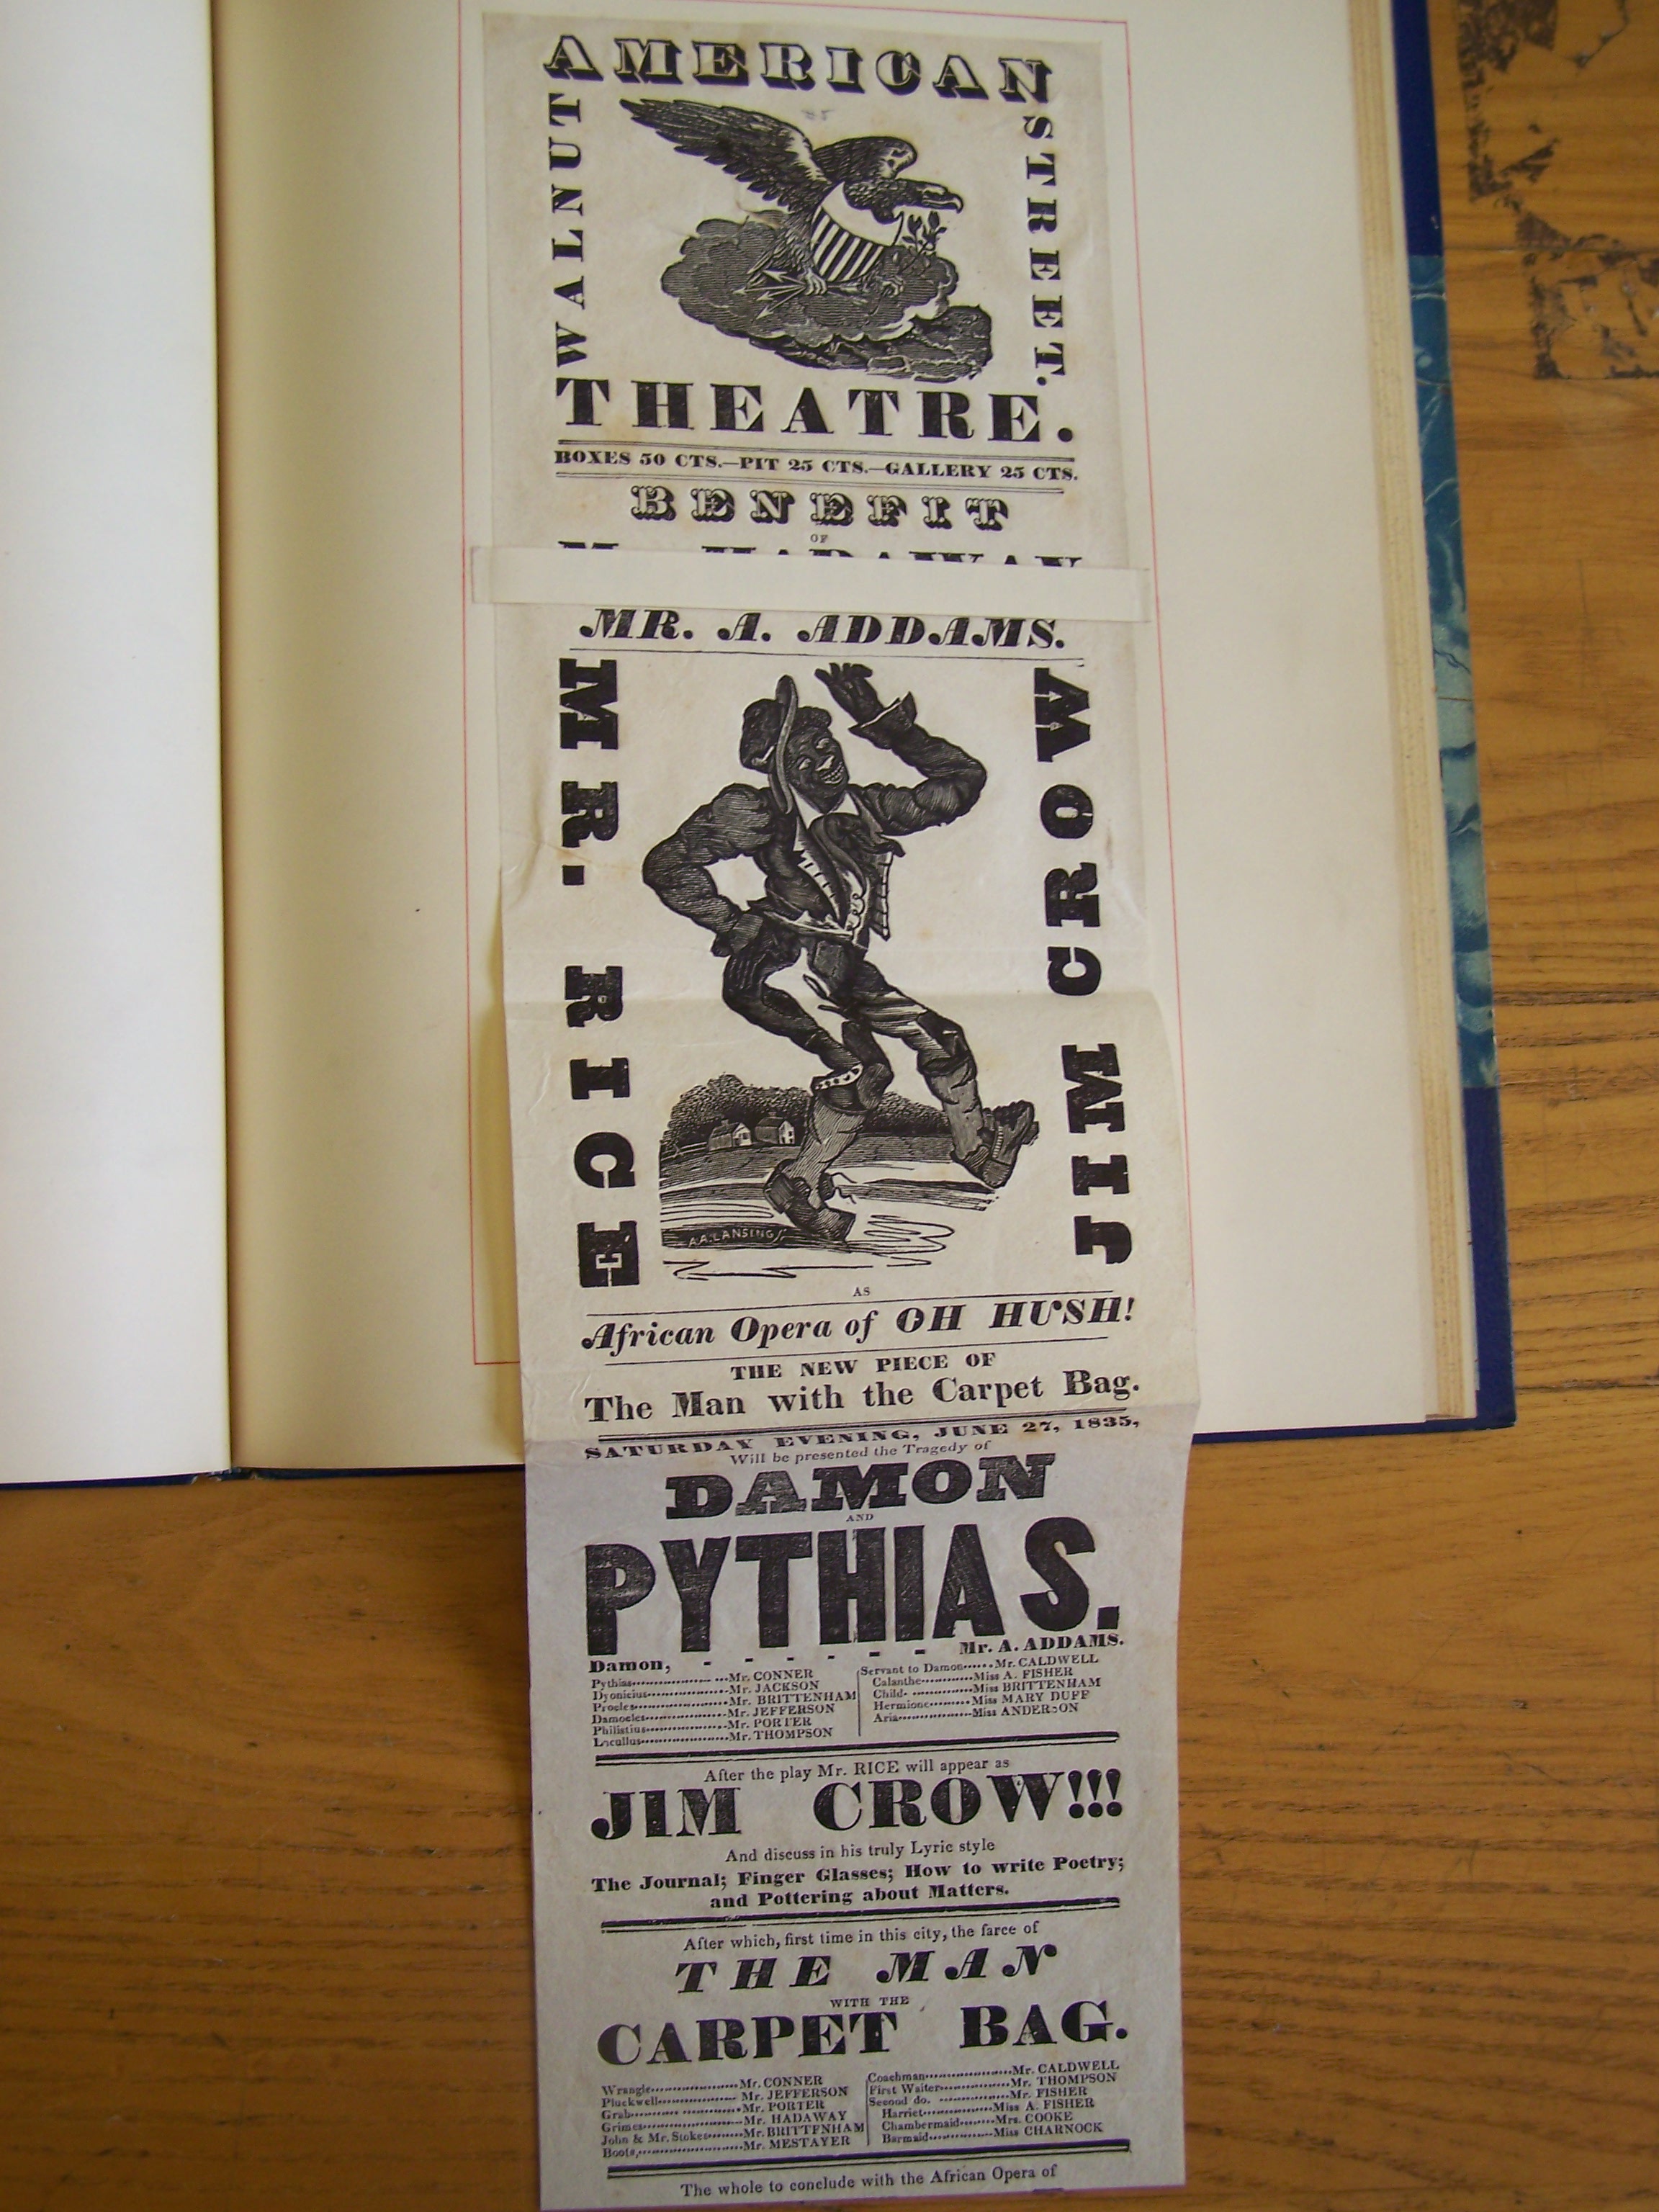 AMERICAN
WALNUT
STREET.
THEATRE.
BOXES 50 CTS.—PIT 25 CTS.—GALLERY 25 CTS.
BENEFIT
OF
MR. A. ADDAMS.
MR. RICE
JIM CROW
A.A. LANSING
AS
African Opera of OH HUSH!
THE NEW PIECE OF
The Man with the Carpet Bag.
SATURDAY EVENING, JUNE 27, 1835,
Will be presented the Tragedy of
DAMON
AND
PYTHIAS.
Damon, - - - - - - Mr. A. ADDAMS.
Pythias...........Mr. CONNER
Dyonicius...........Mr. JACKSON
Procles...........Mr. BRITTENHAM
Damocles...........Mr. JEFFERSON
Philistius...........Mr. PORTER
Locullus...........Mr. THOMPSON
Servant to Damon......Mr. CALDWELL
Calanthe...........Miss A. FISHER
Child...........Miss BRITTENHAM
Hermione.........Miss MARY DUFF
Aria...........Miss ANDERSON
After the play Mr. RICE will appear as
JIM CROW!!!
And discuss in his truly Lyric style
The Journal; Finger Glasses; How to write Poetry;
and Pottering about Matters.
After which, first time in this city, the farce of
THE MAN
WITH THE
CARPET BAG.
Wrangle...........Mr. CONNER
Pluckwell...........Mr. JEFFERSON
Grab...........Mr. PORTER
Grimes...........Mr. HADAWAY
John & Mr. Stokes........Mr. BRITTENHAM
Boots,...........Mr. MESTAYER
Coachman...........Mr. CALDWELL
First Waiter...........Mr. THOMPSON
Second do. ...........Mr. FISHER
Harriet...........Miss A. FISHER
Chambermaid........Mrs. COOKE
Barmaid...........Miss CHARNOCK
The whole to conclude with the African Opera of